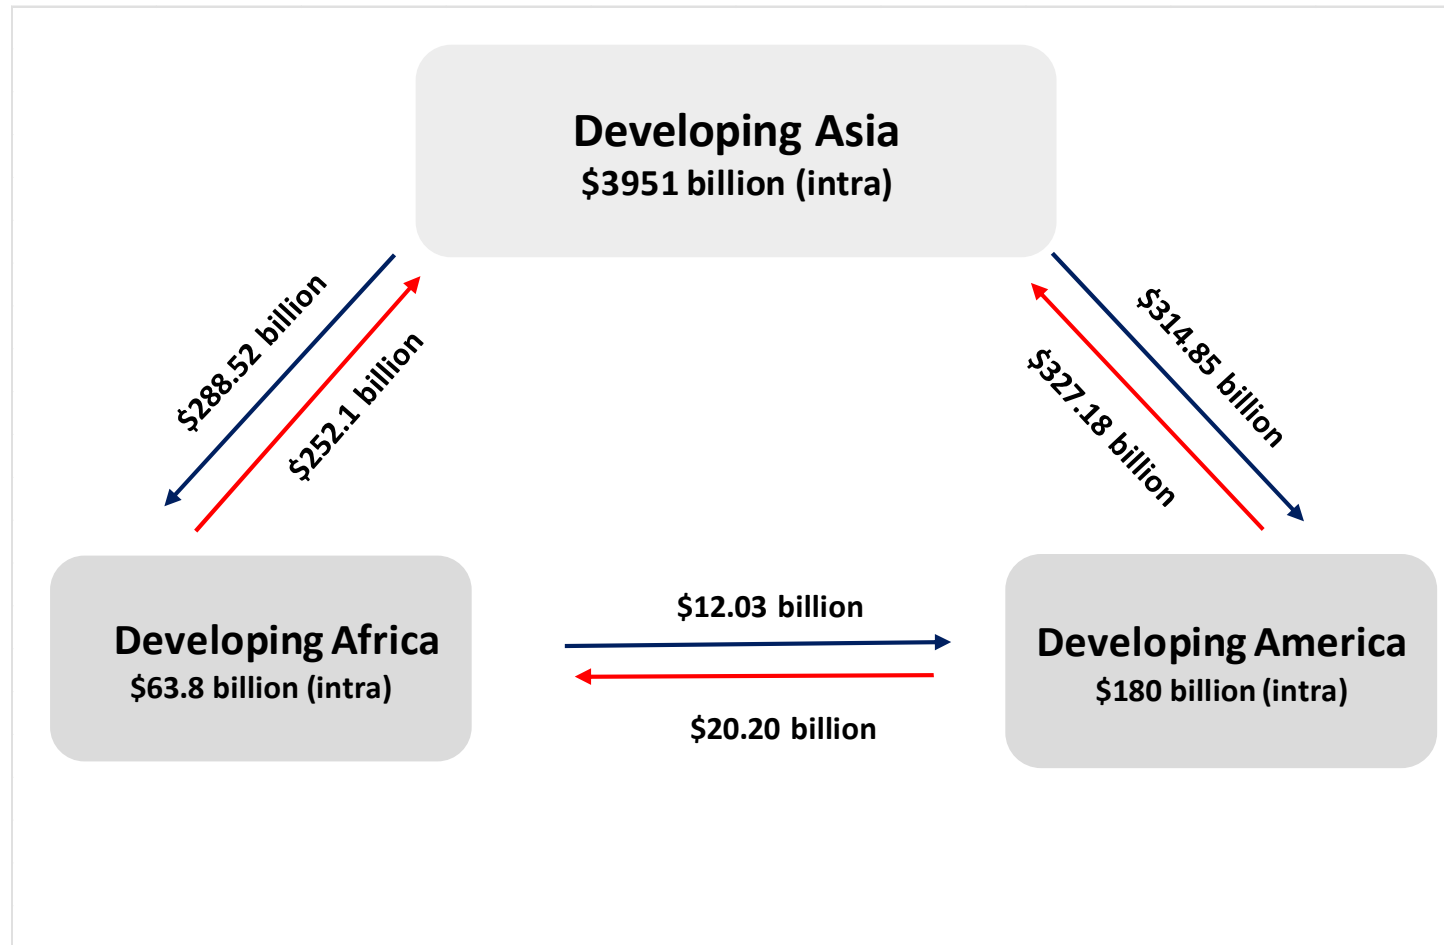 Developing Asia
$3951 billion (intra)
$288.52 billion
$252.1 billion
$314.85 billion
$327.18 billion
$12.03 billion
Developing Africa
$63.8 billion (intra)
Developing America
$180 billion (intra)
$20.20 billion